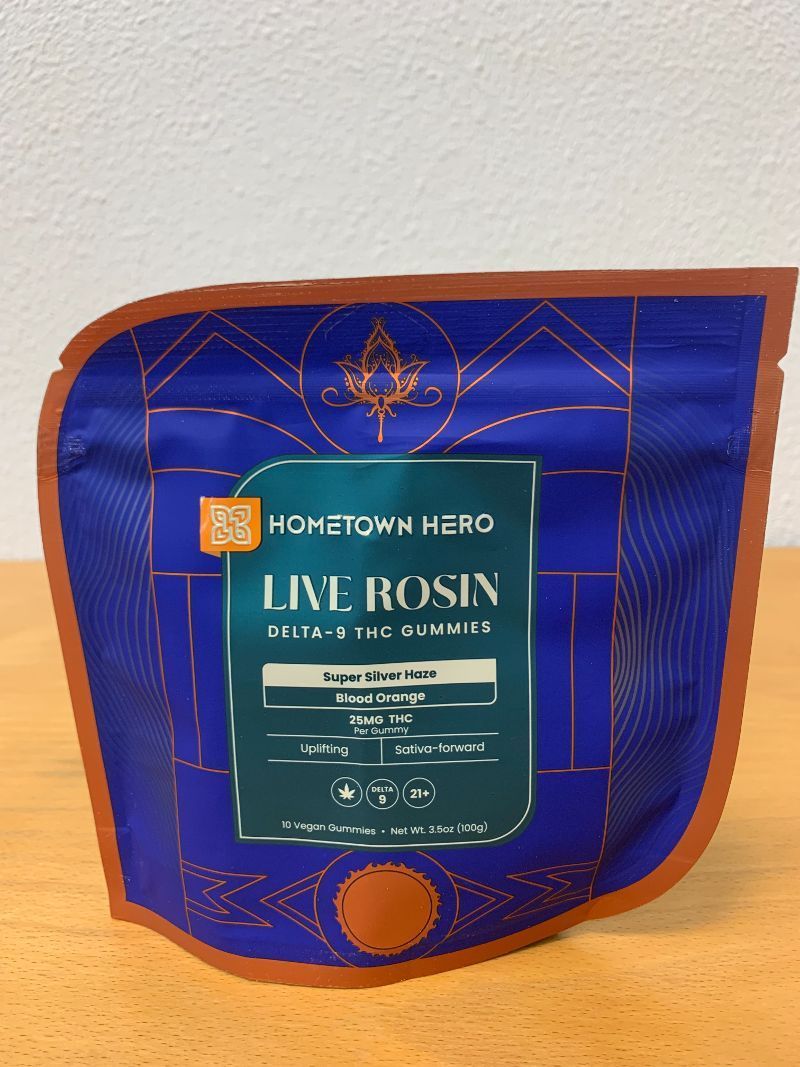 HOMETOWN HERO
LIVE ROSIN
DELTA-9 THC GUMMIES
Super Silver Haze
Blood Orange
25MG THC
Per Gummy
Uplifting
Sativa-forward
DELTA
9
21+
10 Vegan Gummies • Net Wt. 3.5oz (100g)